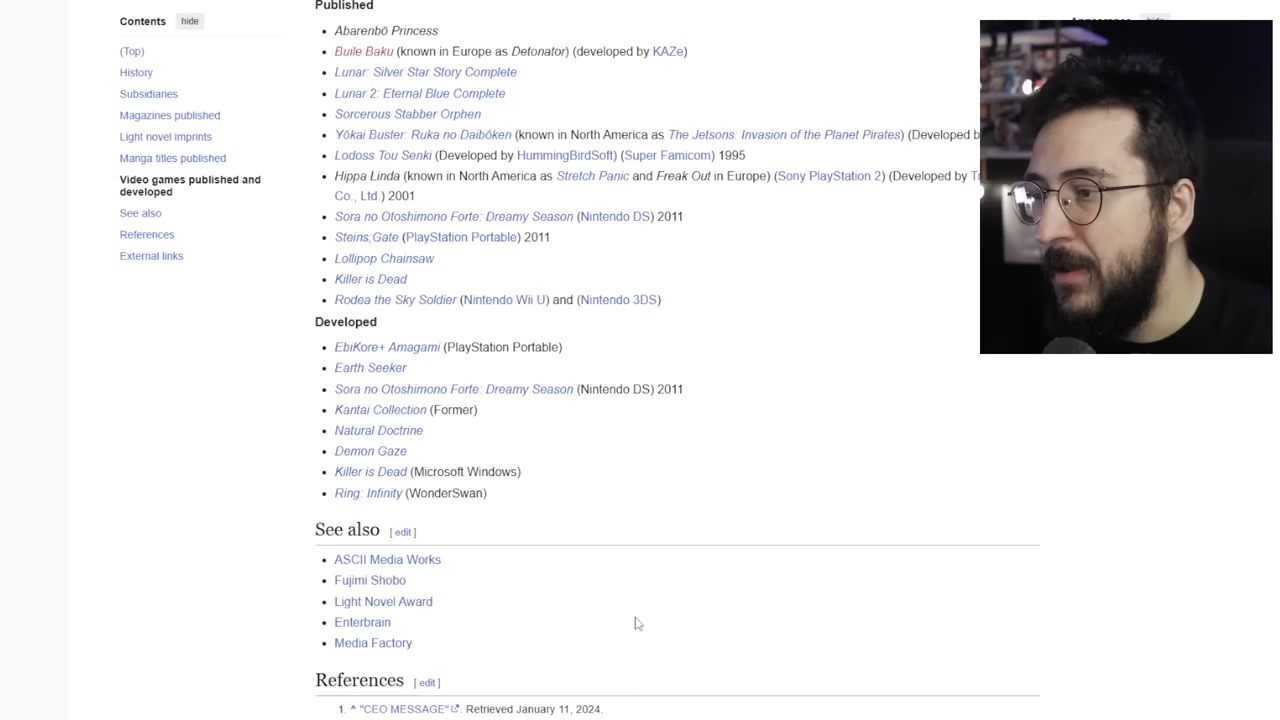 Contents hide
(Top)
History
Subsidiaries
Magazines published
Light novel imprints
Manga titles published
Video games published and
developed
See also
References
External links
Published
Abarenbō Princess
Buile Baku (known in Europe as Detonator) (developed by KAZe)
Lunar: Silver Star Story Complete
Lunar 2: Eternal Blue Complete
Sorcerous Stabber Orphen
Yōkai Buster: Ruka no Daibōken (known in North America as The Jetsons: Invasion of the Planet Pirates) (Developed b
Lodoss Tou Senki (Developed by HummingBirdSoft) (Super Famicom) 1995
Hippa Linda (known in North America as Stretch Panic and Freak Out in Europe) (Sony PlayStation 2) (Developed by
Co., Ltd.) 2001
Sora no Otoshimono Forte: Dreamy Season (Nintendo DS) 2011
Steins;Gate (PlayStation Portable) 2011
Lollipop Chainsaw
Killer is Dead
Rodea the Sky Soldier (Nintendo Wii U) and (Nintendo 3DS)
Developed
EbiKore+ Amagami (PlayStation Portable)
Earth Seeker
Sora no Otoshimono Forte: Dreamy Season (Nintendo DS) 2011
Kantai Collection (Former)
Natural Doctrine
Demon Gaze
Killer is Dead (Microsoft Windows)
Ring: Infinity (WonderSwan)
See also [ edit ]
ASCII Media Works
Fujimi Shobo
Light Novel Award
Enterbrain
Media Factory
References [ edit ]
1. ^ "CEO MESSAGE". Retrieved January 11, 2024.